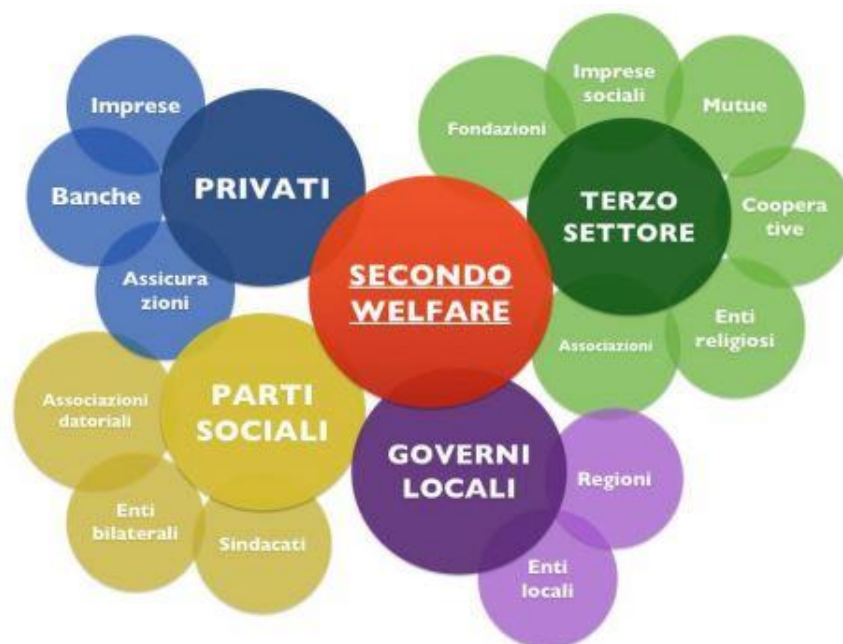 Imprese
Banche
Assicura
zioni
PRIVATI
Fondazioni
Imprese
sociali
Mutue
Coopera
tive
Enti
religiosi
Associazioni
TERZO
SETTORE
SECONDO
WELFARE
Associazioni
datoriali
Enti
bilaterali
Sindacati
PARTI
SOCIALI
GOVERNI
LOCALI
Regioni
Enti
locali